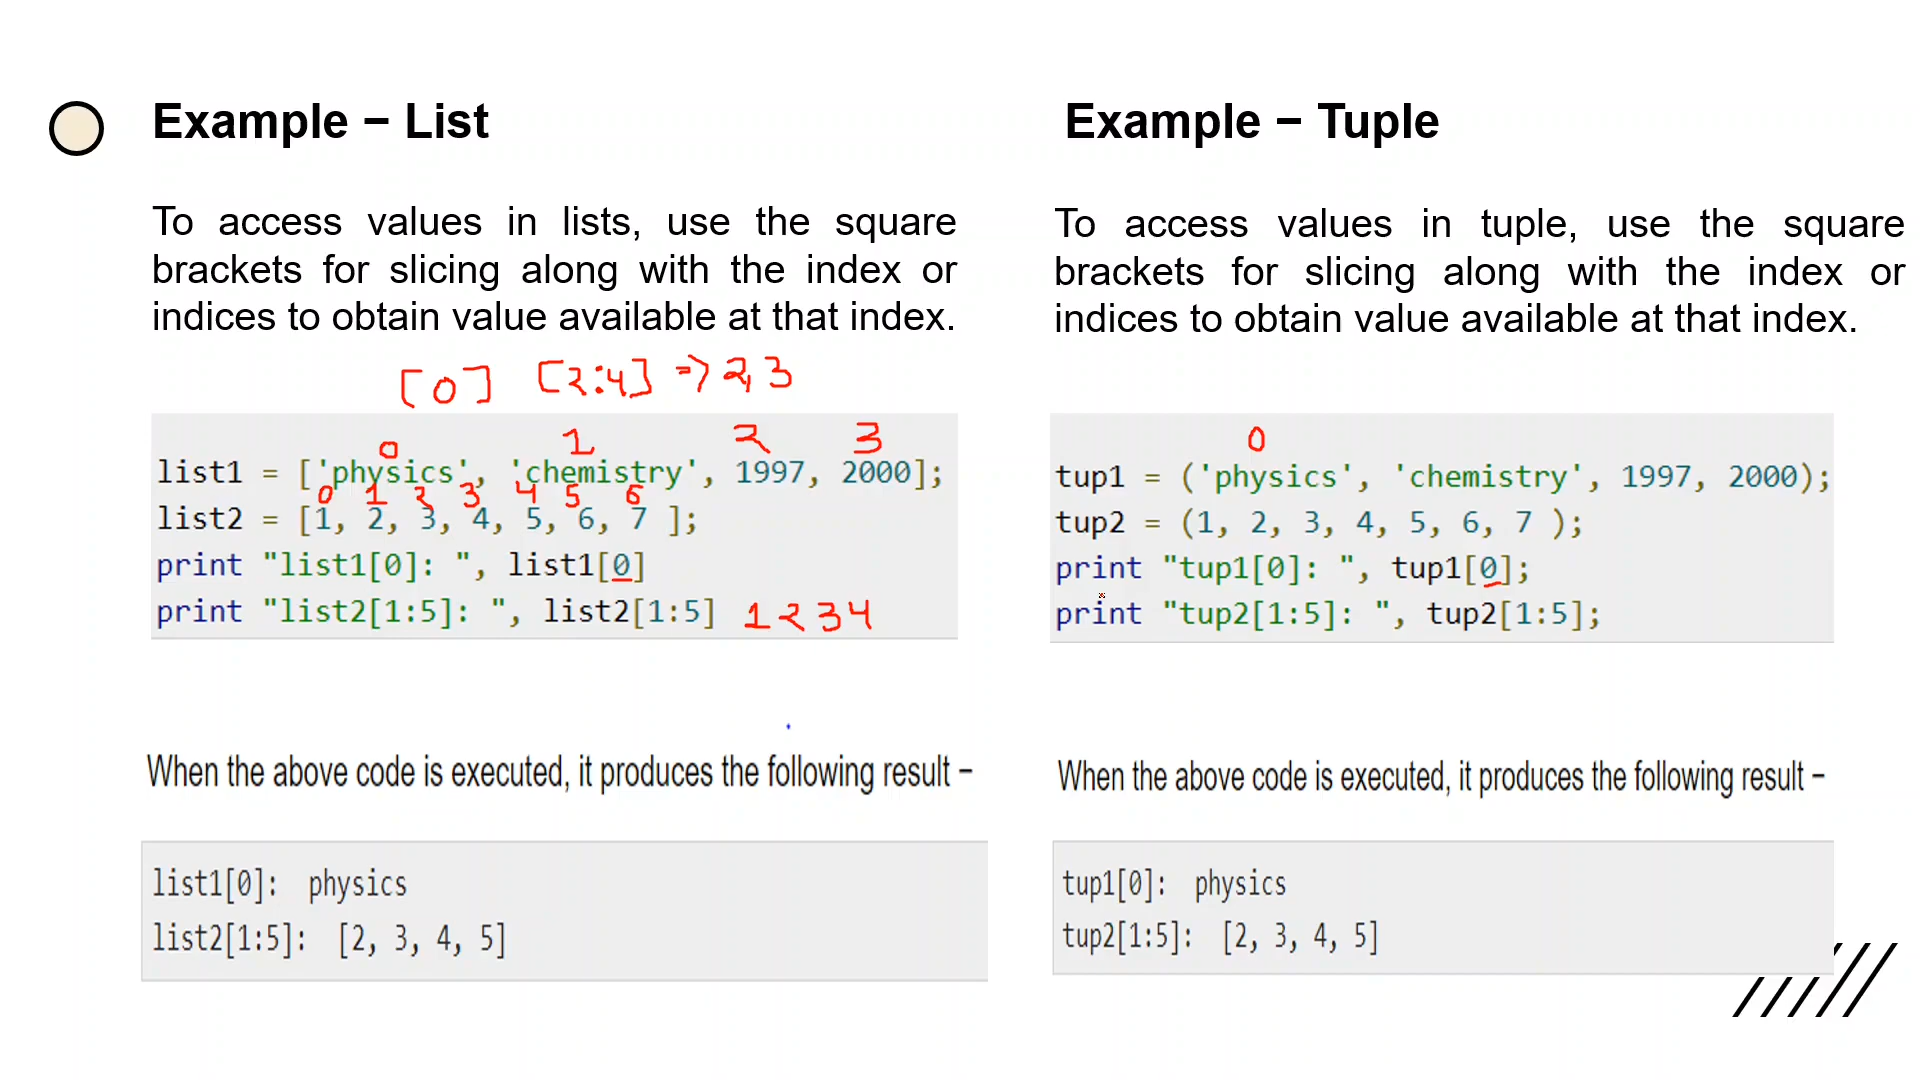 Example – List
To access values in lists, use the square
brackets for slicing along with the index or
indices to obtain value available at that index.
[0] [2:4] => 2,3
0 1 2 3
list1 = ['physics', 'chemistry', 1997, 2000];
0 1 2 3 4 5 6
list2 = [1, 2, 3, 4, 5, 6, 7 ];
print "list1[0]: ", list1[0]
print "list2[1:5]: ", list2[1:5] 1 2 3 4
When the above code is executed, it produces the following result –
list1[0]: physics
list2[1:5]: [2, 3, 4, 5]
Example – Tuple
To access values in tuple, use the square
brackets for slicing along with the index or
indices to obtain value available at that index.
0
tup1 = ('physics', 'chemistry', 1997, 2000);
tup2 = (1, 2, 3, 4, 5, 6, 7 );
print "tup1[0]: ", tup1[0];
print "tup2[1:5]: ", tup2[1:5];
When the above code is executed, it produces the following result –
tup1[0]: physics
tup2[1:5]: [2, 3, 4, 5]